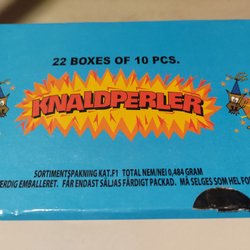 22 BOXES OF 10 PCS.
KNALDPERLER
SORTIMENTSPAKNING KAT.F1 TOTAL NEM/NEI 0,484 GRAM
ERDIG EMBALLERET. FÅR ENDAST SÄLJAS FÄRDIGT PACKAD. MÅ SELGES SOM HEL FO